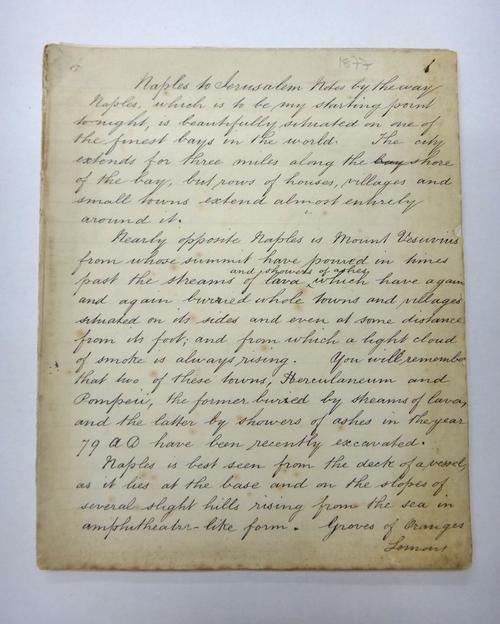 1877
1
Naples to Jerusalem Notes by the way
Naples, which is to be my starting point
to-night, is beautifully situated on one of
the finest bays in the world. The city
extends for three miles along the bay shore
of the bay, but rows of houses, villages and
small towns extend almost entirely
around it.
Nearly opposite Naples is Mount Vesuvius
from whose summit have poured in times
and showers of ashes
past the streams of lava, which have again
and again burried whole towns and villages
situated on its sides and even at some distance
from its foot; and from which a light cloud
of smoke is always rising. You will remember
that two of these towns, Herculaneum and
Pompeii, the former buried by streams of lava,
and the latter by showers of ashes in the year
79 A D have been recently excavated.
Naples is best seen from the deck of a vessel,
as it lies at the base and on the slopes of
several slight hills rising from the sea in
amphitheatre-like form. Groves of Oranges